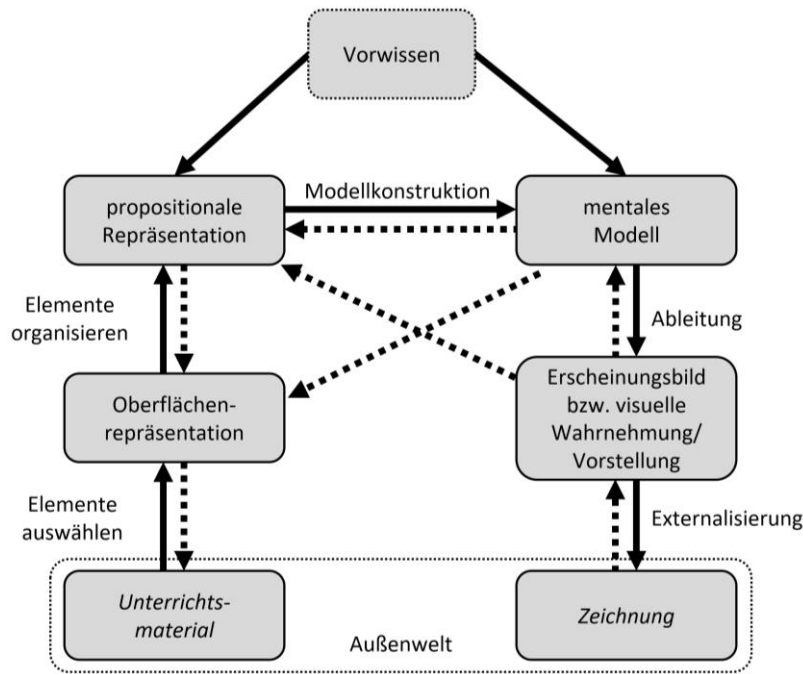 Vorwissen
propositionale
Repräsentation
Modellkonstruktion
mentales
Modell
Elemente
organisieren
Ableitung
Oberflächen-
repräsentation
Erscheinungsbild
bzw. visuelle
Wahrnehmung/
Vorstellung
Elemente
auswählen
Externalisierung
Unterrichts-
material
Außenwelt
Zeichnung